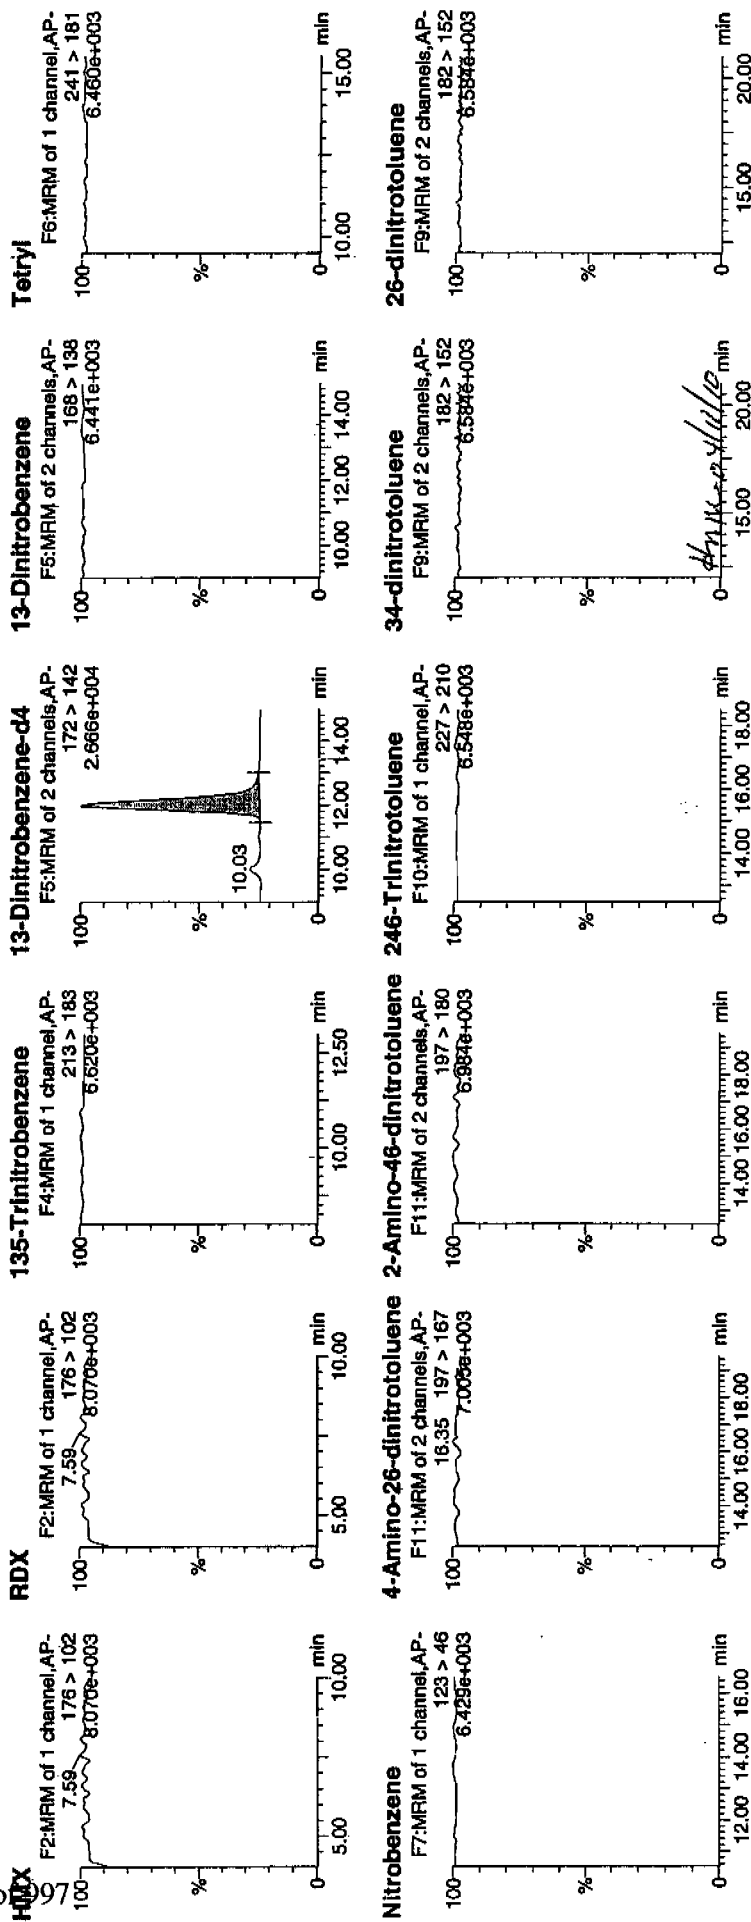 HMX
F2:MRM of 1 channel,AP-
176 > 102
8.070e+003
7.59
100
%
0
5.00 10.00 min
RDX
F2:MRM of 1 channel,AP-
176 > 102
8.070e+003
7.59
100
%
0
5.00 10.00 min
135-Trinitrobenzene
F4:MRM of 1 channel,AP-
213 > 183
6.620e+003
100
%
0
10.00 12.50 min
13-Dinitrobenzene-d4
F5:MRM of 2 channels,AP-
172 > 142
2.666e+004
10.03
100
%
0
10.00 12.00 14.00 min
13-Dinitrobenzene
F5:MRM of 2 channels,AP-
168 > 138
6.441e+003
100
%
0
10.00 12.00 14.00 min
Tetryl
F6:MRM of 1 channel,AP-
241 > 181
6.460e+003
100
%
0
10.00 15.00 min
Nitrobenzene
F7:MRM of 1 channel,AP-
123 > 46
6.429e+003
100
%
0
12.00 14.00 16.00 min
4-Amino-26-dinitrotoluene
F11:MRM of 2 channels,AP-
16.35 197 > 167
7.005e+003
100
%
0
14.00 16.00 18.00 min
2-Amino-46-dinitrotoluene
F11:MRM of 2 channels,AP-
197 > 180
6.984e+003
100
%
0
14.00 16.00 18.00 min
246-Trinitrotoluene
F10:MRM of 1 channel,AP-
227 > 210
6.548e+003
100
%
0
14.00 16.00 18.00 min
34-dinitrotoluene
F9:MRM of 2 channels,AP-
182 > 152
6.584e+003
100
%
0
15.00 20.00 min
26-dinitrotoluene
F9:MRM of 2 channels,AP-
182 > 152
6.584e+003
100
%
0
15.00 20.00 min
997